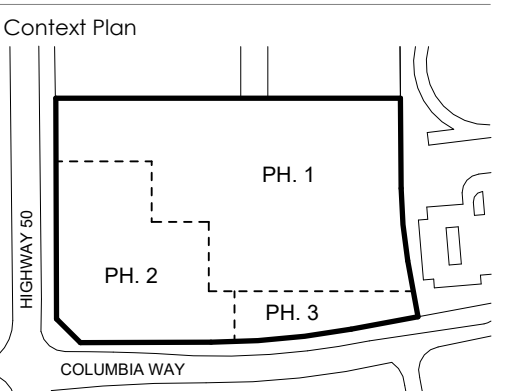 Context Plan
PH. 1
HIGHWAY 50
PH. 2
PH. 3
COLUMBIA WAY